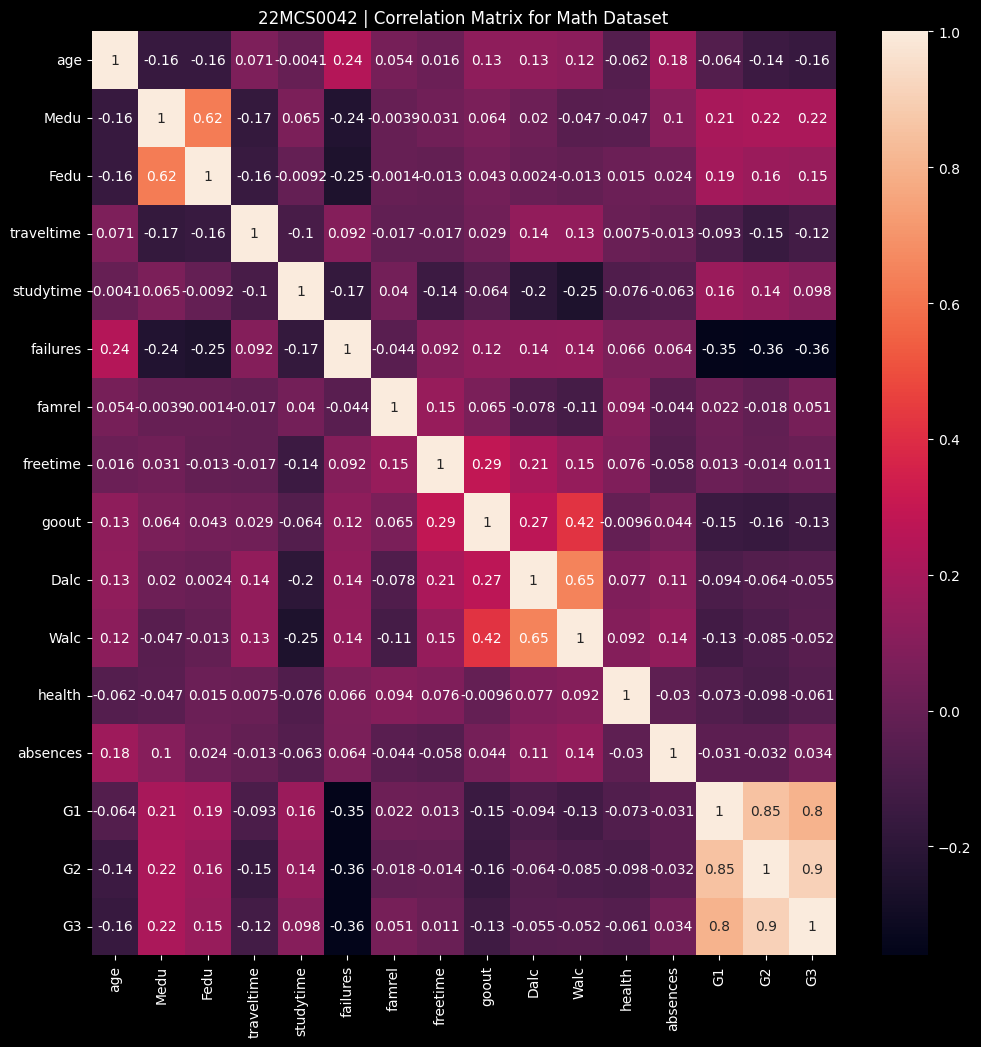 22MCS0042 | Correlation Matrix for Math Dataset
age 1 -0.16 -0.16 0.071 -0.0041 0.24 0.054 0.016 0.13 0.13 0.12 -0.062 0.18 -0.064 -0.14 -0.16
Medu -0.16 1 0.62 -0.17 0.065 -0.24 -0.0039 0.031 0.064 0.02 -0.047 -0.047 0.1 0.21 0.22 0.22
Fedu -0.16 0.62 1 -0.16 -0.0092 -0.25 -0.0014 -0.013 0.043 0.0024 -0.013 0.015 0.024 0.19 0.16 0.15
traveltime 0.071 -0.17 -0.16 1 -0.1 0.092 -0.017 -0.017 0.029 0.14 0.13 0.0075 -0.013 -0.093 -0.15 -0.12
studytime -0.0041 0.065 -0.0092 -0.1 1 -0.17 0.04 -0.14 -0.064 -0.2 -0.25 -0.076 -0.063 0.16 0.14 0.098
failures 0.24 -0.24 -0.25 0.092 -0.17 1 -0.044 0.092 0.12 0.14 0.14 0.066 0.064 -0.35 -0.36 -0.36
famrel 0.054 -0.0039 -0.0014 -0.017 0.04 -0.044 1 0.15 0.065 -0.078 -0.11 0.094 -0.044 0.022 -0.018 0.051
freetime 0.016 0.031 -0.013 -0.017 -0.14 0.092 0.15 1 0.29 0.21 0.15 0.076 -0.058 0.013 -0.014 0.011
goout 0.13 0.064 0.043 0.029 -0.064 0.12 0.065 0.29 1 0.27 0.42 -0.0096 0.044 -0.15 -0.16 -0.13
Dalc 0.13 0.02 0.0024 0.14 -0.2 0.14 -0.078 0.21 0.27 1 0.65 0.077 0.11 -0.094 -0.064 -0.055
Walc 0.12 -0.047 -0.013 0.13 -0.25 0.14 -0.11 0.15 0.42 0.65 1 0.092 0.14 -0.13 -0.085 -0.052
health -0.062 -0.047 0.015 0.0075 -0.076 0.066 0.094 0.076 -0.0096 0.077 0.092 1 -0.03 -0.073 -0.098 -0.061
absences 0.18 0.1 0.024 -0.013 -0.063 0.064 -0.044 -0.058 0.044 0.11 0.14 -0.03 1 -0.031 -0.032 0.034
G1 -0.064 0.21 0.19 -0.093 0.16 -0.35 0.022 0.013 -0.15 -0.094 -0.13 -0.073 -0.031 1 0.85 0.8
G2 -0.14 0.22 0.16 -0.15 0.14 -0.36 -0.018 -0.014 -0.16 -0.064 -0.085 -0.098 -0.032 0.85 1 0.9
G3 -0.16 0.22 0.15 -0.12 0.098 -0.36 0.051 0.011 -0.13 -0.055 -0.052 -0.061 0.034 0.8 0.9 1
age Medu Fedu traveltime studytime failures famrel freetime goout Dalc Walc health absences G1 G2 G3
1.0
0.8
0.6
0.4
0.2
0.0
−0.2